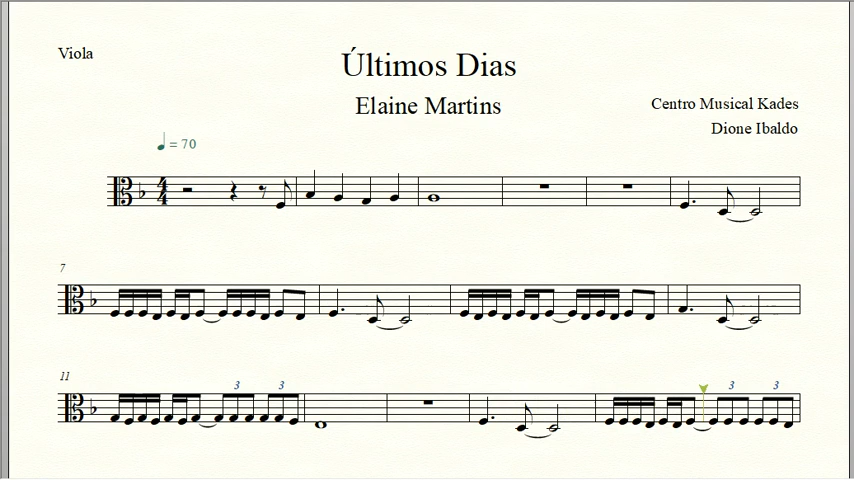 Viola
Últimos Dias
Elaine Martins
Centro Musical Kades
Dione Ibaldo
= 70
4
4
7
11
3 3
3 3